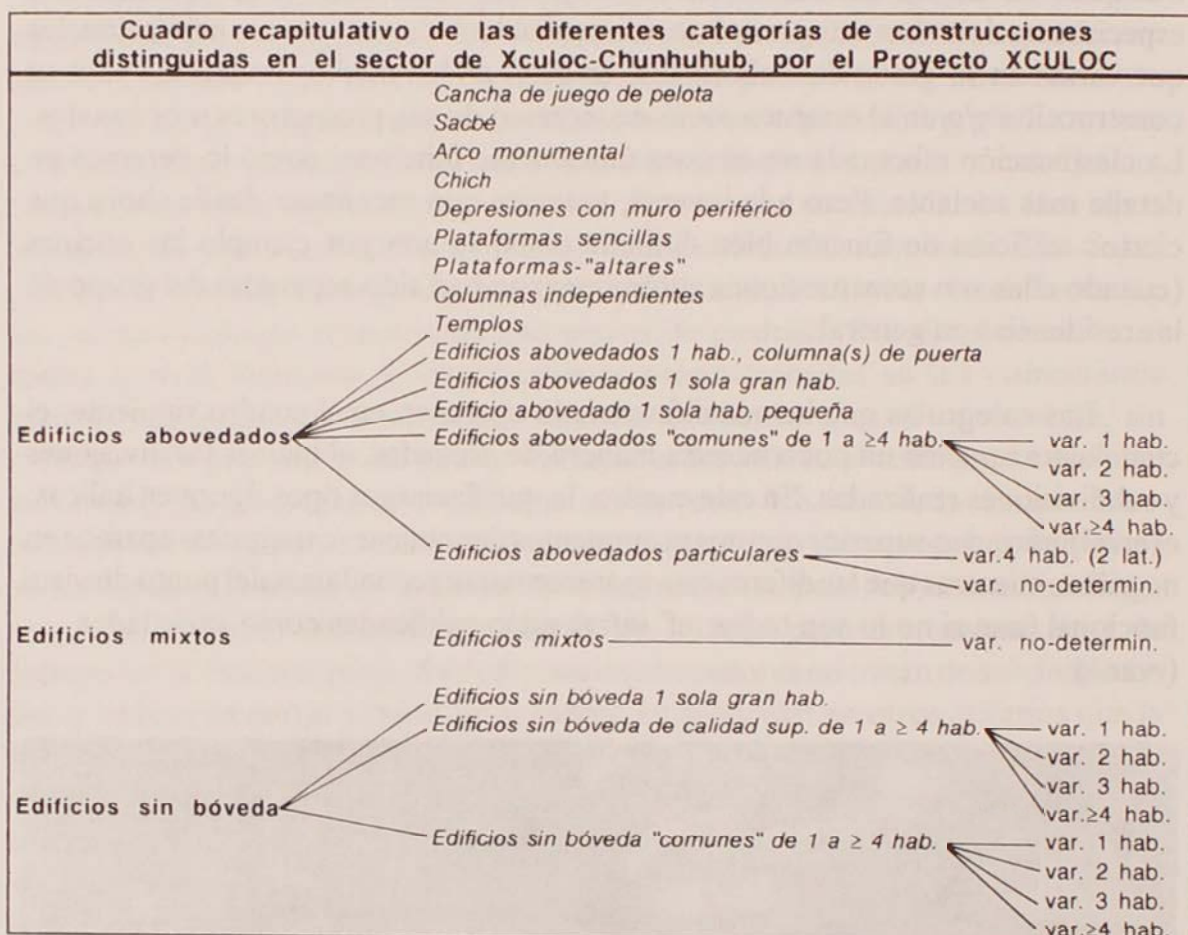 Cuadro recapitulativo de las diferentes categorías de construcciones
distinguidas en el sector de Xculoc-Chunhuhub, por el Proyecto XCULOC
Cancha de juego de pelota
Sacbé
Arco monumental
Chich
Depresiones con muro periférico
Plataformas sencillas
Plataformas-"altares"
Columnas independientes
Templos
Edificios abovedados 1 hab., columna(s) de puerta
Edificios abovedados 1 sola gran hab.
Edificio abovedado 1 sola hab. pequeña
Edificios abovedados
Edificios abovedados "comunes" de 1 a ≥4 hab.
var. 1 hab.
var. 2 hab.
var. 3 hab.
var.≥4 hab.
Edificios abovedados particulares
var.4 hab. (2 lat.)
var. no-determin.
Edificios mixtos
Edificios mixtos
var. no-determin.
Edificios sin bóveda 1 sola gran hab.
Edificios sin bóveda de calidad sup. de 1 a ≥ 4 hab.
var. 1 hab.
var. 2 hab.
var. 3 hab.
var.≥4 hab.
Edificios sin bóveda
Edificios sin bóveda "comunes" de 1 a ≥ 4 hab.
var. 1 hab.
var. 2 hab.
var. 3 hab.
var.≥4 hab.